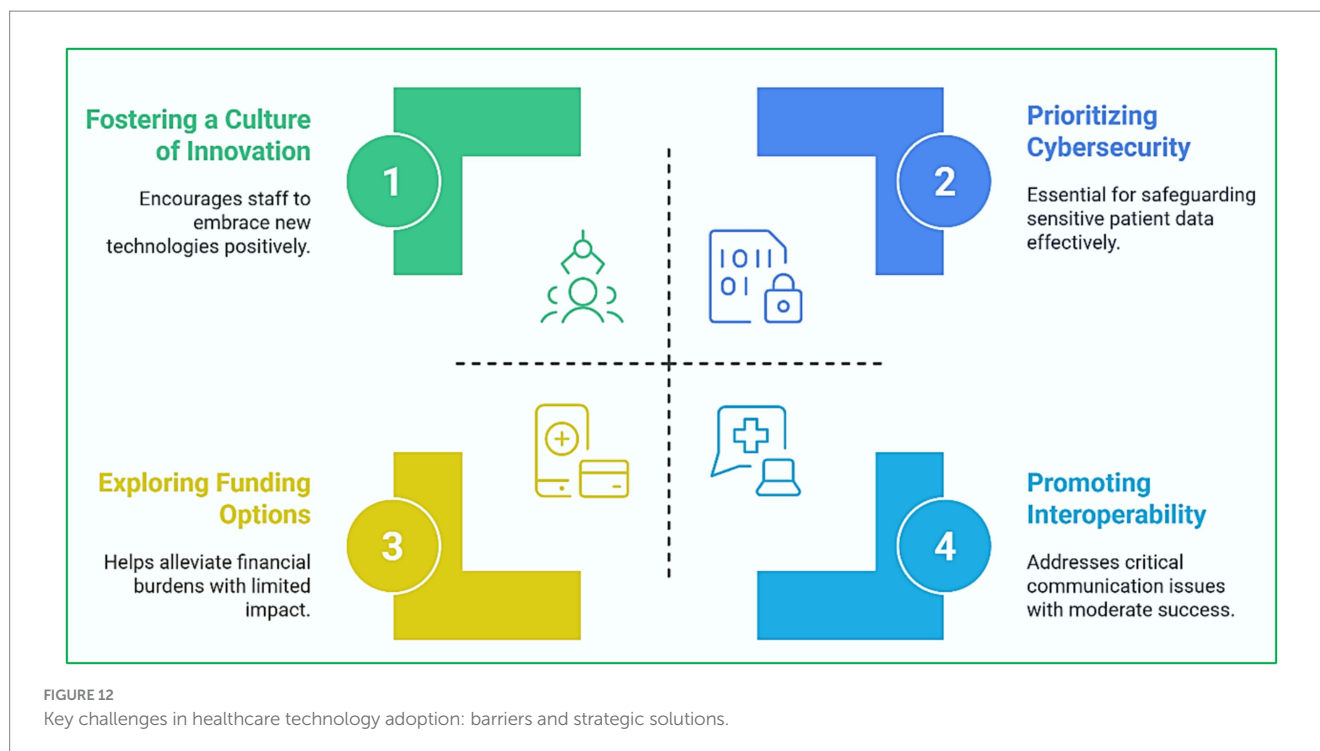 Fostering a Culture
of Innovation
1
Encourages staff to
embrace new
technologies positively.
2
Prioritizing
Cybersecurity
Essential for safeguarding
sensitive patient data
effectively.
1011
01
Exploring Funding
Options
3
Helps alleviate financial
burdens with limited
impact.
4
Promoting
Interoperability
Addresses critical
communication issues
with moderate success.
FIGURE 12
Key challenges in healthcare technology adoption: barriers and strategic solutions.